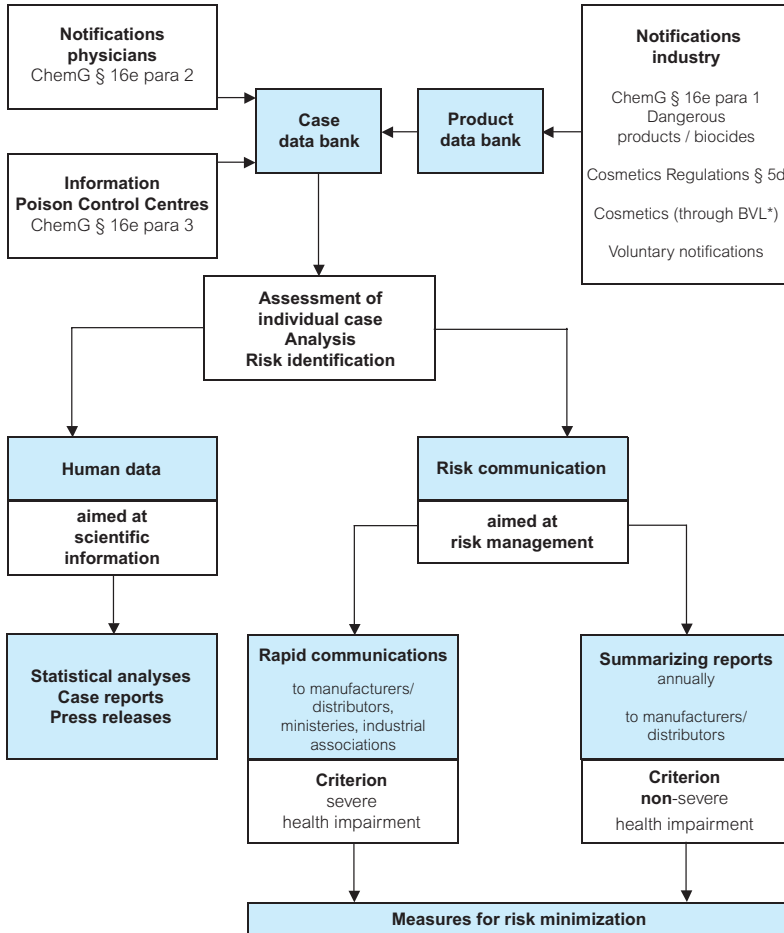 Notifications
physicians
ChemG § 16e para 2
Notifications
industry
ChemG § 16e para 1
Dangerous
products / biocides
Cosmetics Regulations § 5d
Cosmetics (through BVL*)
Voluntary notifications
Case
data bank
Product
data bank
Information
Poison Control Centres
ChemG § 16e para 3
Assessment of
individual case
Analysis
Risk identification
Human data
aimed at
scientific
information
Risk communication
aimed at
risk management
Statistical analyses
Case reports
Press releases
Rapid communications
to manufacturers/
distributors,
ministeries, industrial
associations
Criterion
severe
health impairment
Summarizing reports
annually
to manufacturers/
distributors
Criterion
non-severe
health impairment
Measures for risk minimization